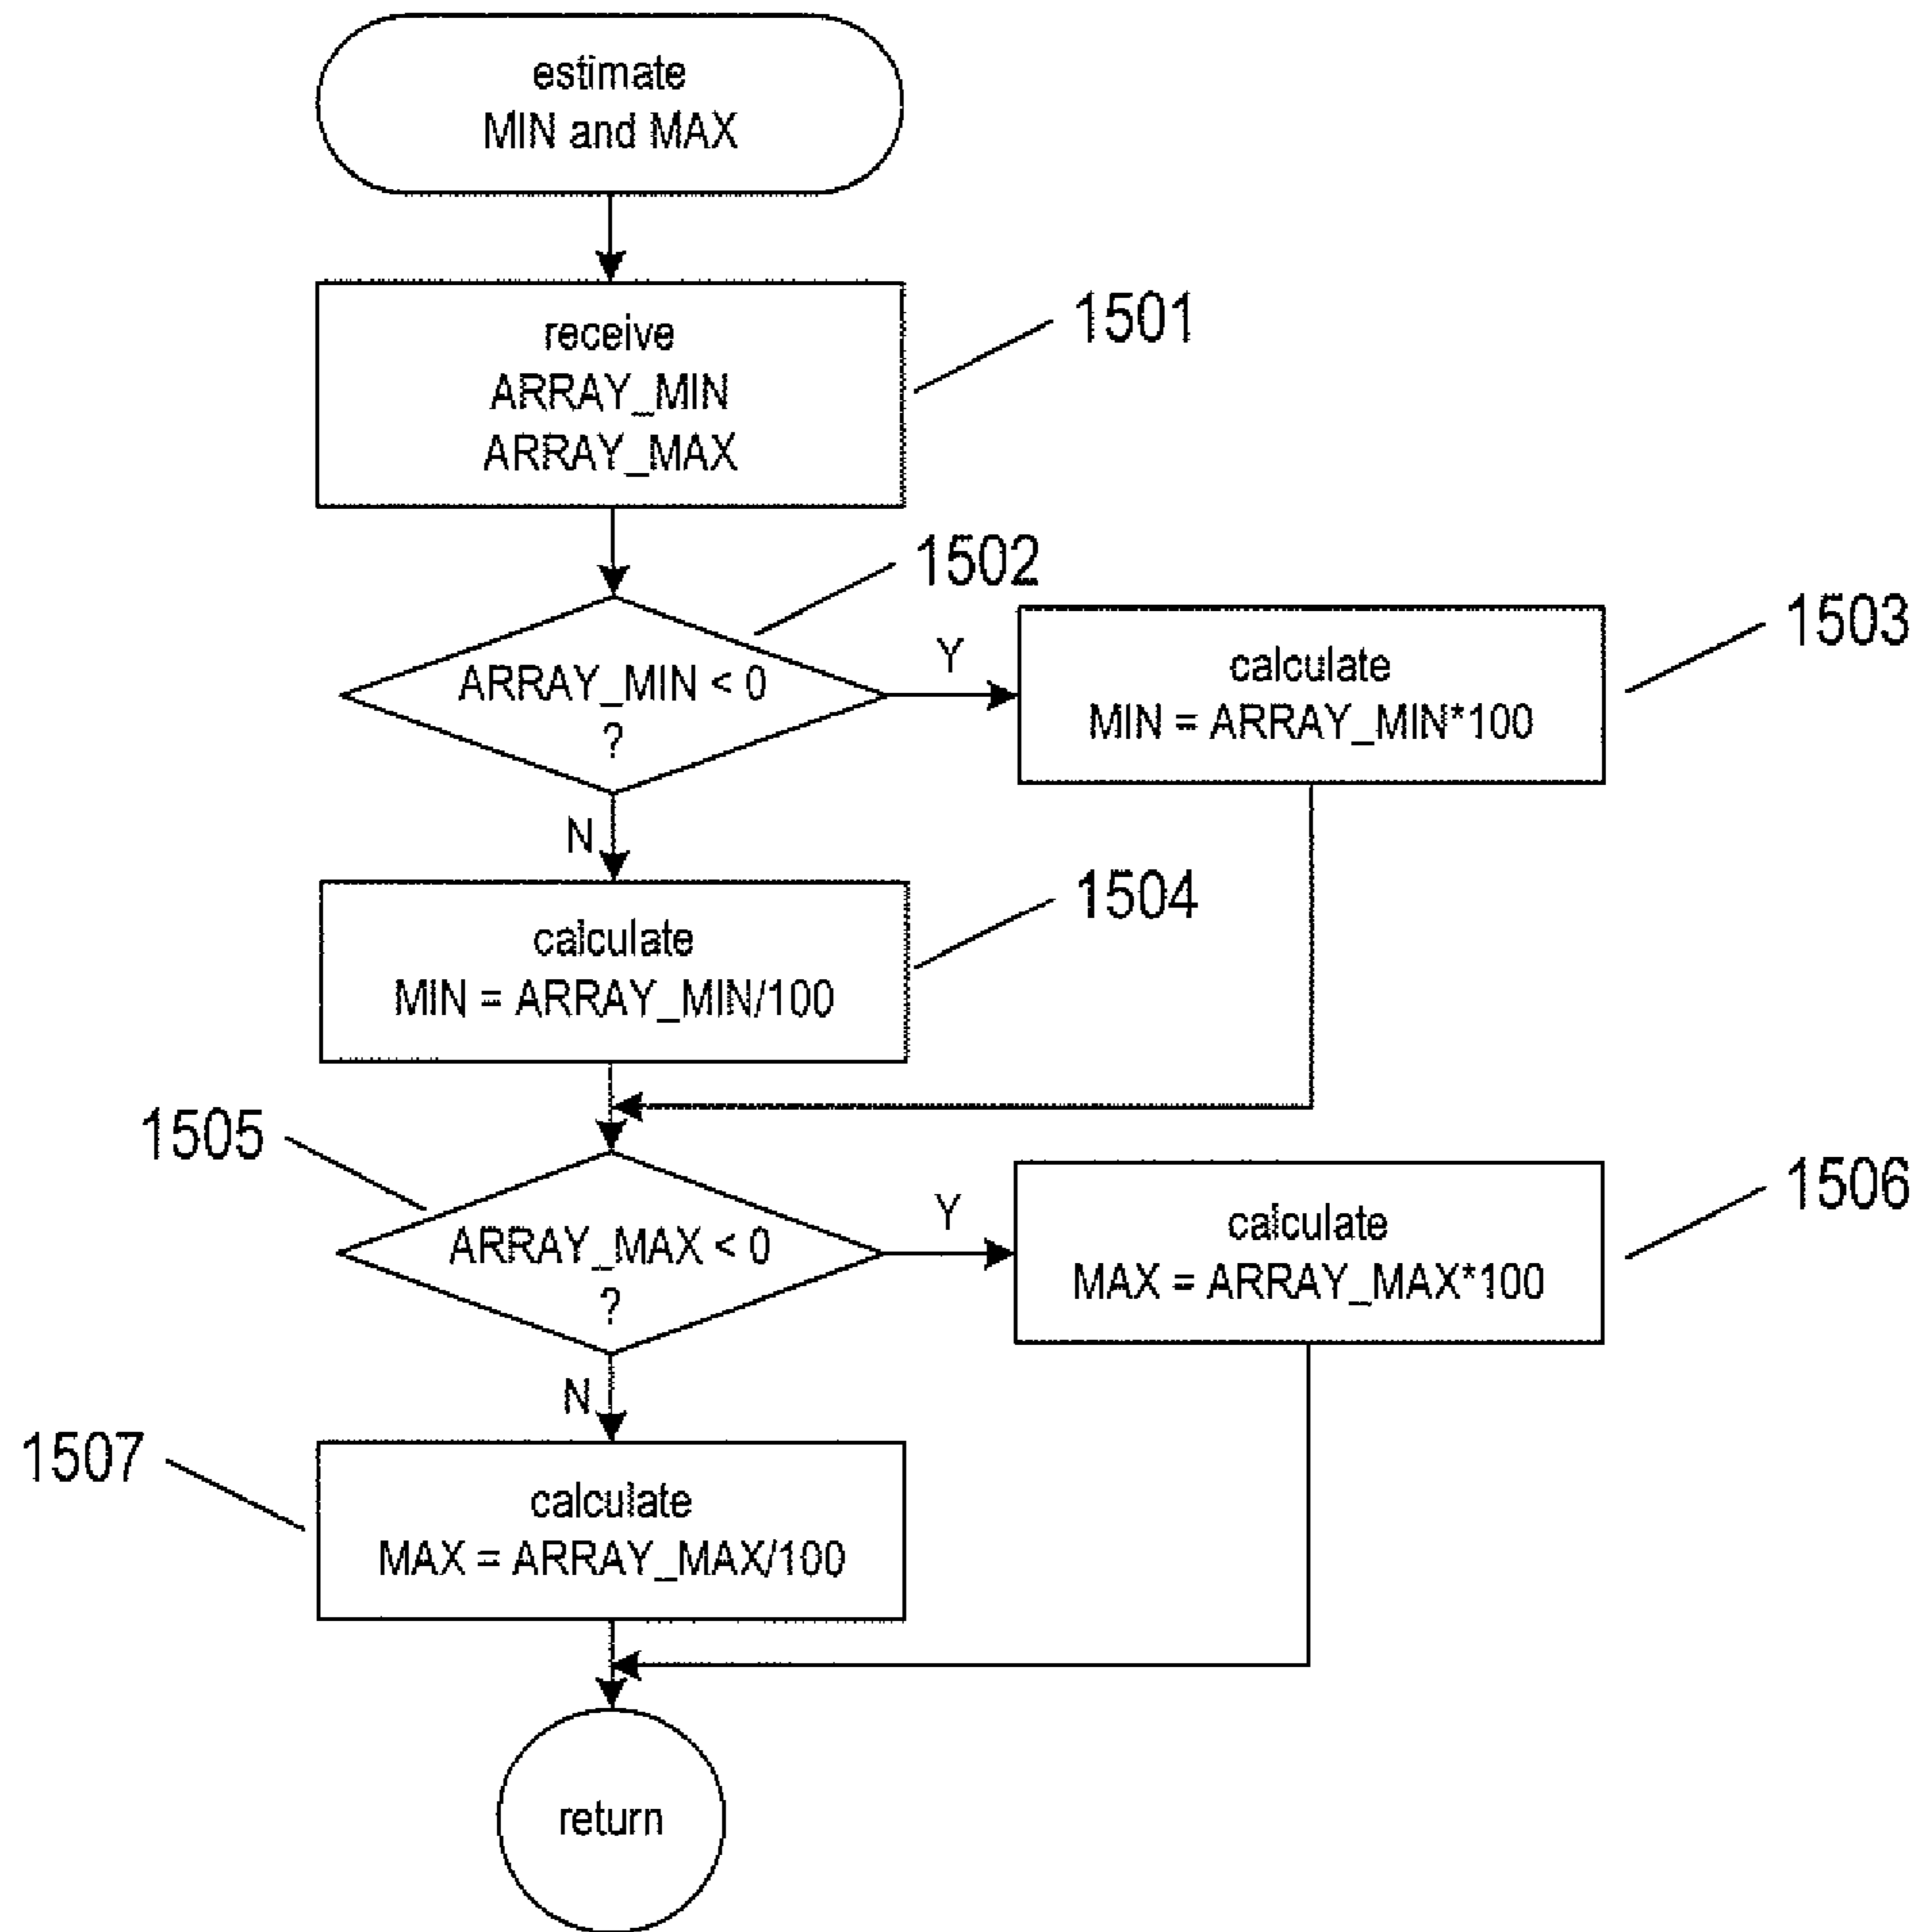 estimate
MIN and MAX
receive
ARRAY_MIN
ARRAY_MAX
1501
1502
ARRAY_MIN < 0
?
Y
calculate
MIN = ARRAY_MIN*100
1503
N
calculate
MIN = ARRAY_MIN/100
1504
1505
ARRAY_MAX < 0
?
Y
calculate
MAX = ARRAY_MAX*100
1506
N
1507
calculate
MAX = ARRAY_MAX/100
return